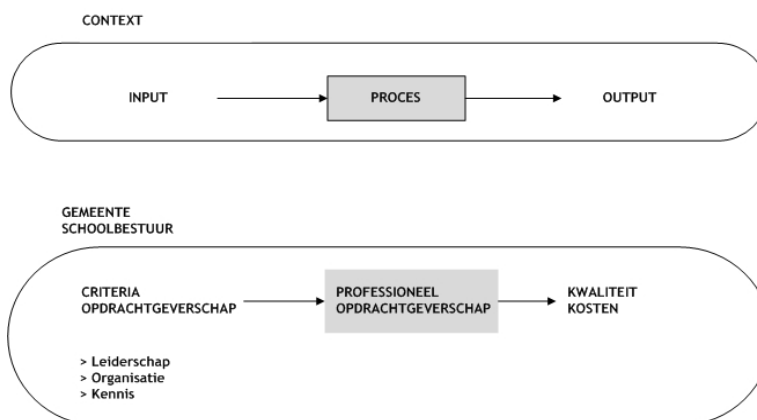 CONTEXT
INPUT PROCES OUTPUT
GEMEENTE
SCHOOLBESTUUR
CRITERIA PROFESSIONEEL KWALITEIT
OPDRACHTGEVERSCHAP OPDRACHTGEVERSCHAP KOSTEN
> Leiderschap
> Organisatie
> Kennis